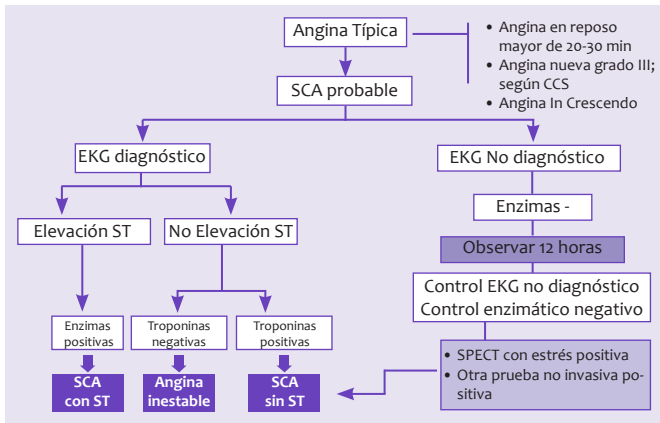 Angina Típica
• Angina en reposo
mayor de 20-30 min
• Angina nueva grado III;
según CCS
• Angina In Crescendo
SCA probable
EKG diagnóstico
EKG No diagnóstico
Elevación ST
No Elevación ST
Enzimas -
Observar 12 horas
Control EKG no diagnóstico
Control enzimático negativo
Enzimas
positivas
Troponinas
negativas
Troponinas
positivas
• SPECT con estrés positiva
• Otra prueba no invasiva po-
sitiva
SCA
con ST
Angina
inestable
SCA
sin ST